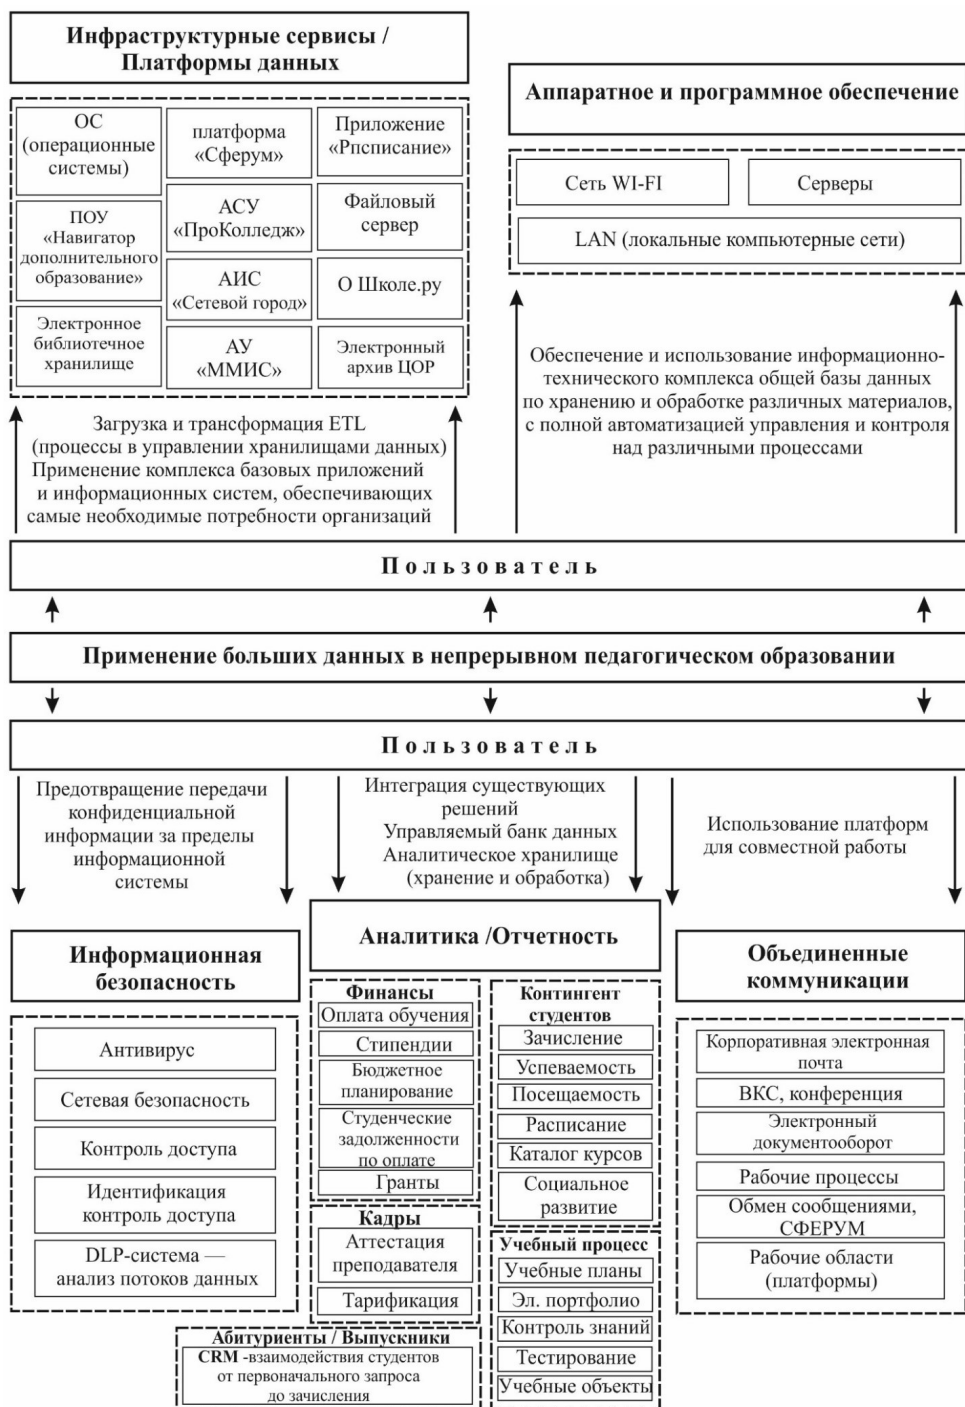 Инфраструктурные сервисы /
Платформы данных
ОС
(операционные
системы)
ПОУ
«Навигатор
дополнительного
образование»
Электронное
библиотечное
хранилище
платформа
«Сферум»
АСУ
«ПроКолледж»
АИС
«Сетевой город»
АУ
«ММИС»
Приложение
«Рпсписание»
Файловый
сервер
О Школе.ру
Электронный
архив ЦОР
Аппаратное и программное обеспечение
Сеть WI-FI
Серверы
LAN (локальные компьютерные сети)
Загрузка и трансформация ETL
(процессы в управлении хранилищами данных)
Применение комплекса базовых приложений
и информационных систем, обеспечивающих
самые необходимые потребности организаций
Обеспечение и использование информационно-
технического комплекса общей базы данных
по хранению и обработке различных материалов,
с полной автоматизацией управления и контроля
над различными процессами
Пользователь
Применение больших данных в непрерывном педагогическом образовании
Пользователь
Предотвращение передачи
конфиденциальной
информации за пределы
информационной
системы
Интеграция существующих
решений
Управляемый банк данных
Аналитическое хранилище
(хранение и обработка)
Использование платформ
для совместной работы
Информационная
безопасность
Антивирус
Сетевая безопасность
Контроль доступа
Идентификация
контроль доступа
DLP-система —
анализ потоков данных
Аналитика /Отчетность
Финансы
Оплата обучения
Стипендии
Бюджетное
планирование
Студенческие
задолженности
по оплате
Гранты
Кадры
Аттестация
преподавателя
Тарификация
Абитуриенты / Выпускники
CRM -взаимодействия студентов
от первоначального запроса
до зачисления
Контингент
студентов
Зачисление
Успеваемость
Посещаемость
Расписание
Каталог курсов
Социальное
развитие
Учебный процесс
Учебные планы
Эл. портфолио
Контроль знаний
Тестирование
Учебные объекты
Объединенные
коммуникации
Корпоративная электронная
почта
ВКС, конференция
Электронный
документооборот
Рабочие процессы
Обмен сообщениями,
СФЕРУМ
Рабочие области
(платформы)